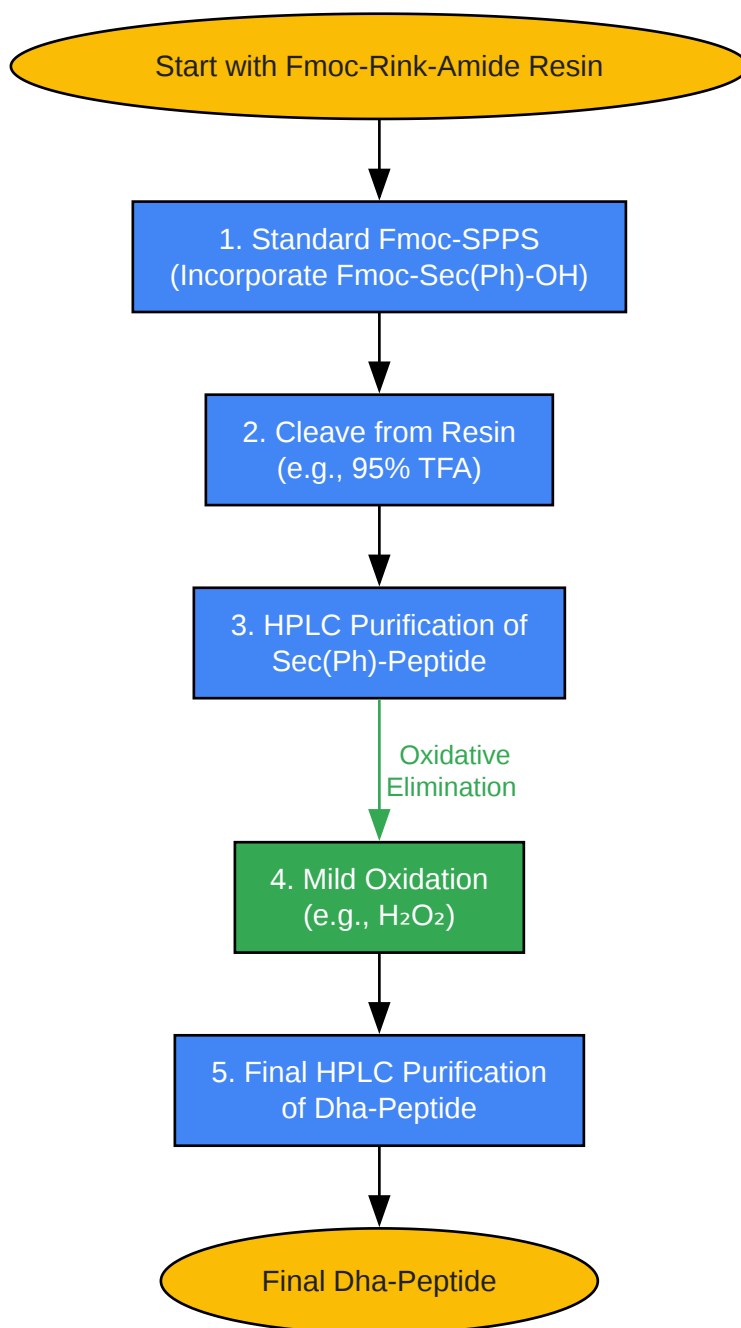 Start with Fmoc-Rink-Amide Resin
1. Standard Fmoc-SPPS
(Incorporate Fmoc-Sec(Ph)-OH)
2. Cleave from Resin
(e.g., 95% TFA)
3. HPLC Purification of
Sec(Ph)-Peptide
Oxidative
Elimination
4. Mild Oxidation
(e.g., H₂O₂)
5. Final HPLC Purification
of Dha-Peptide
Final Dha-Peptide